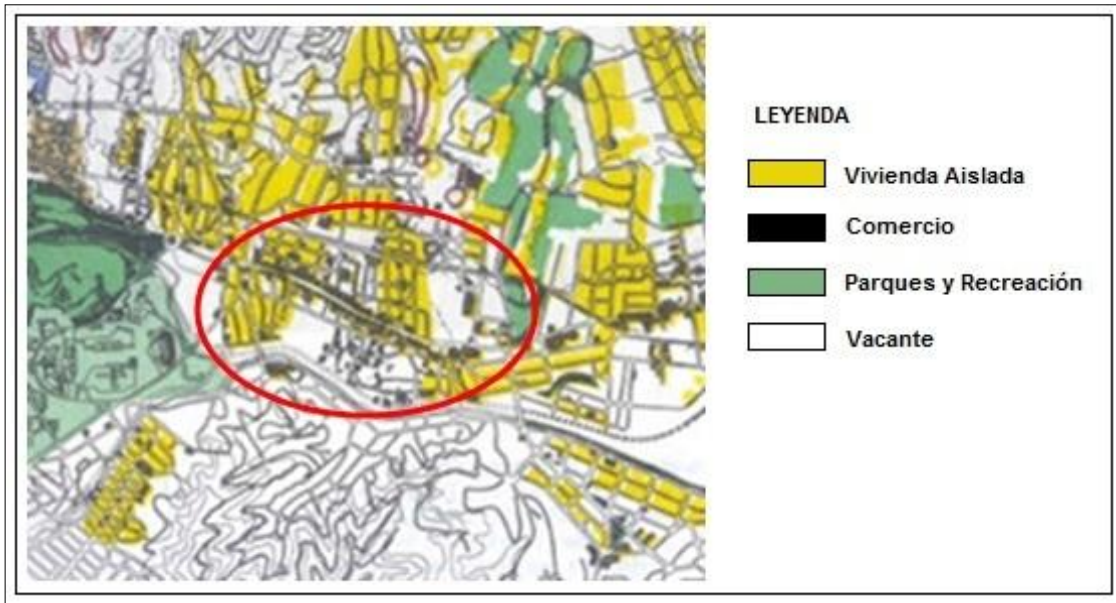 LEYENDA
Vivienda Aislada
Comercio
Parques y Recreación
Vacante